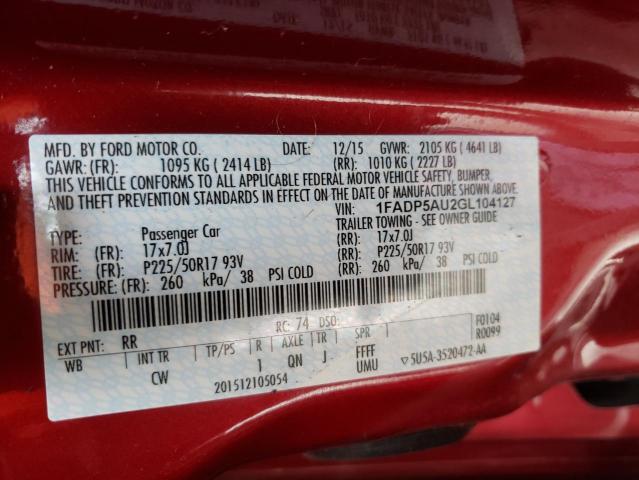 MFD. BY FORD MOTOR CO. DATE: 12/15 GVWR: 2105 KG ( 4641 LB)
GAWR: (FR): 1095 KG ( 2414 LB) (RR): 1010 KG ( 2227 LB)
THIS VEHICLE CONFORMS TO ALL APPLICABLE FEDERAL MOTOR VEHICLE SAFETY, BUMPER,
AND THEFT PREVENTION STANDARDS IN EFFECT ON THE DATE OF MANUFACTURE SHOWN ABOVE.
VIN: 1FADP5AU2GL104127
TYPE: Passenger Car TRAILER TOWING - SEE OWNER GUIDE
RIM: (FR): 17x7.0J (RR): 17x7.0J
TIRE: (FR): P225/50R17 93V (RR): P225/50R17 93V
PRESSURE: (FR): 260 kPa/ 38 PSI COLD (RR): 260 kPa/ 38 PSI COLD
RC: 74 DSO: F0104
EXT PNT: RR R0099
WB INT TR TP/PS R AXLE TR SPR
CW 1 QN J FFFF
201512105054 UMU 5U5A-3520472-AA